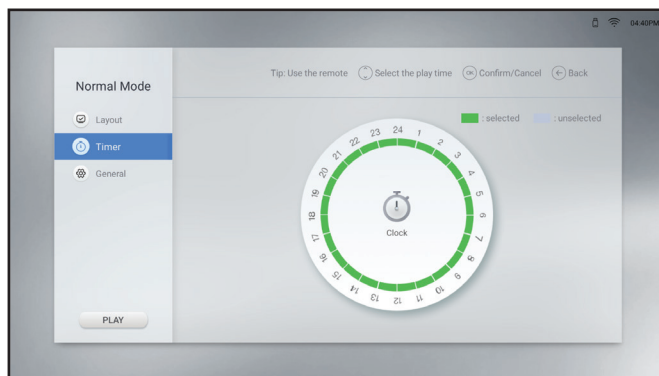 04:40PM
Normal Mode
Tip: Use the remote Select the play time OK Confirm/Cancel Back
Layout
Timer
General
: selected : unselected
24
1
2
3
4
5
6
7
8
9
10
11
12
13
14
15
16
17
18
19
20
21
22
23
Clock
PLAY